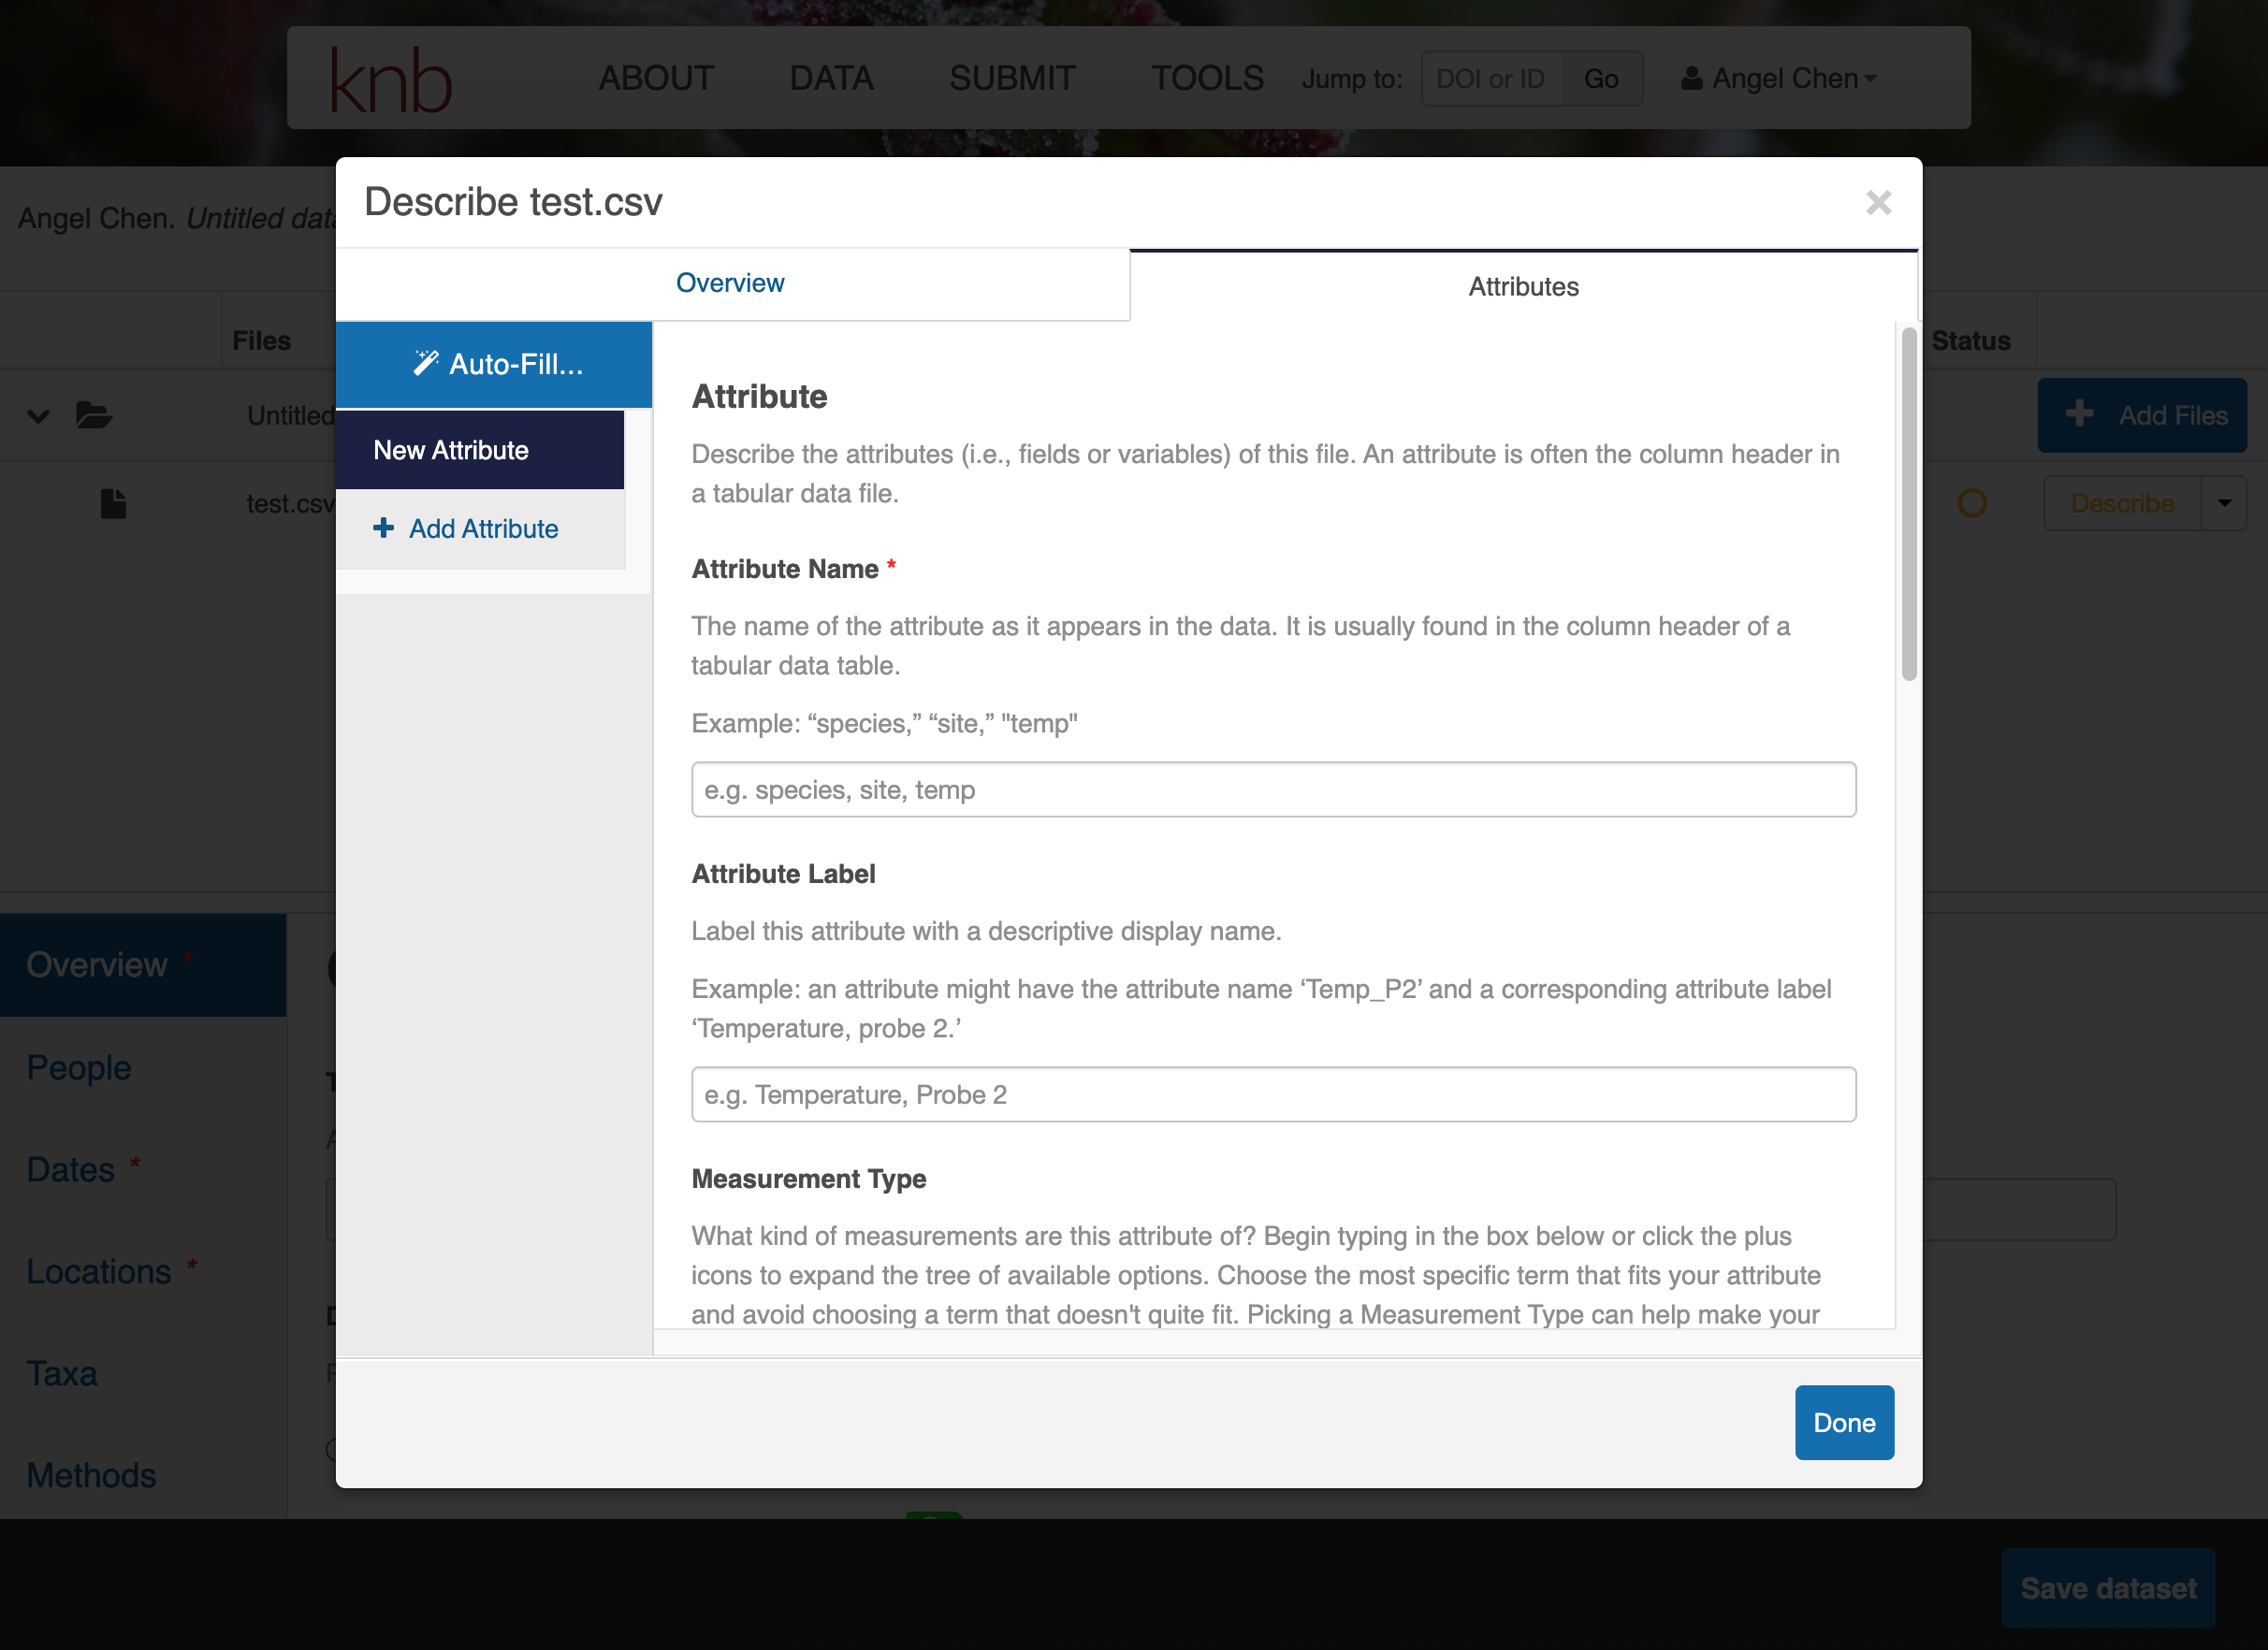 knb
ABOUT
DATA
SUBMIT
TOOLS
Jump to:
DOI or ID
Go
Angel Chen
Angel Chen. Untitled data
Files
Status
Untitled
Add Files
test.csv
Describe
Describe test.csv
×
Overview
Attributes
Auto-Fill...
New Attribute
Add Attribute
Attribute
Describe the attributes (i.e., fields or variables) of this file. An attribute is often the column header in
a tabular data file.
Attribute Name *
The name of the attribute as it appears in the data. It is usually found in the column header of a
tabular data table.
Example: “species,” “site,” "temp"
e.g. species, site, temp
Attribute Label
Label this attribute with a descriptive display name.
Example: an attribute might have the attribute name ‘Temp_P2’ and a corresponding attribute label
‘Temperature, probe 2.’
e.g. Temperature, Probe 2
Measurement Type
What kind of measurements are this attribute of? Begin typing in the box below or click the plus
icons to expand the tree of available options. Choose the most specific term that fits your attribute
and avoid choosing a term that doesn't quite fit. Picking a Measurement Type can help make your
Done
Overview *
People
Dates *
Locations *
Taxa
Methods
Save dataset